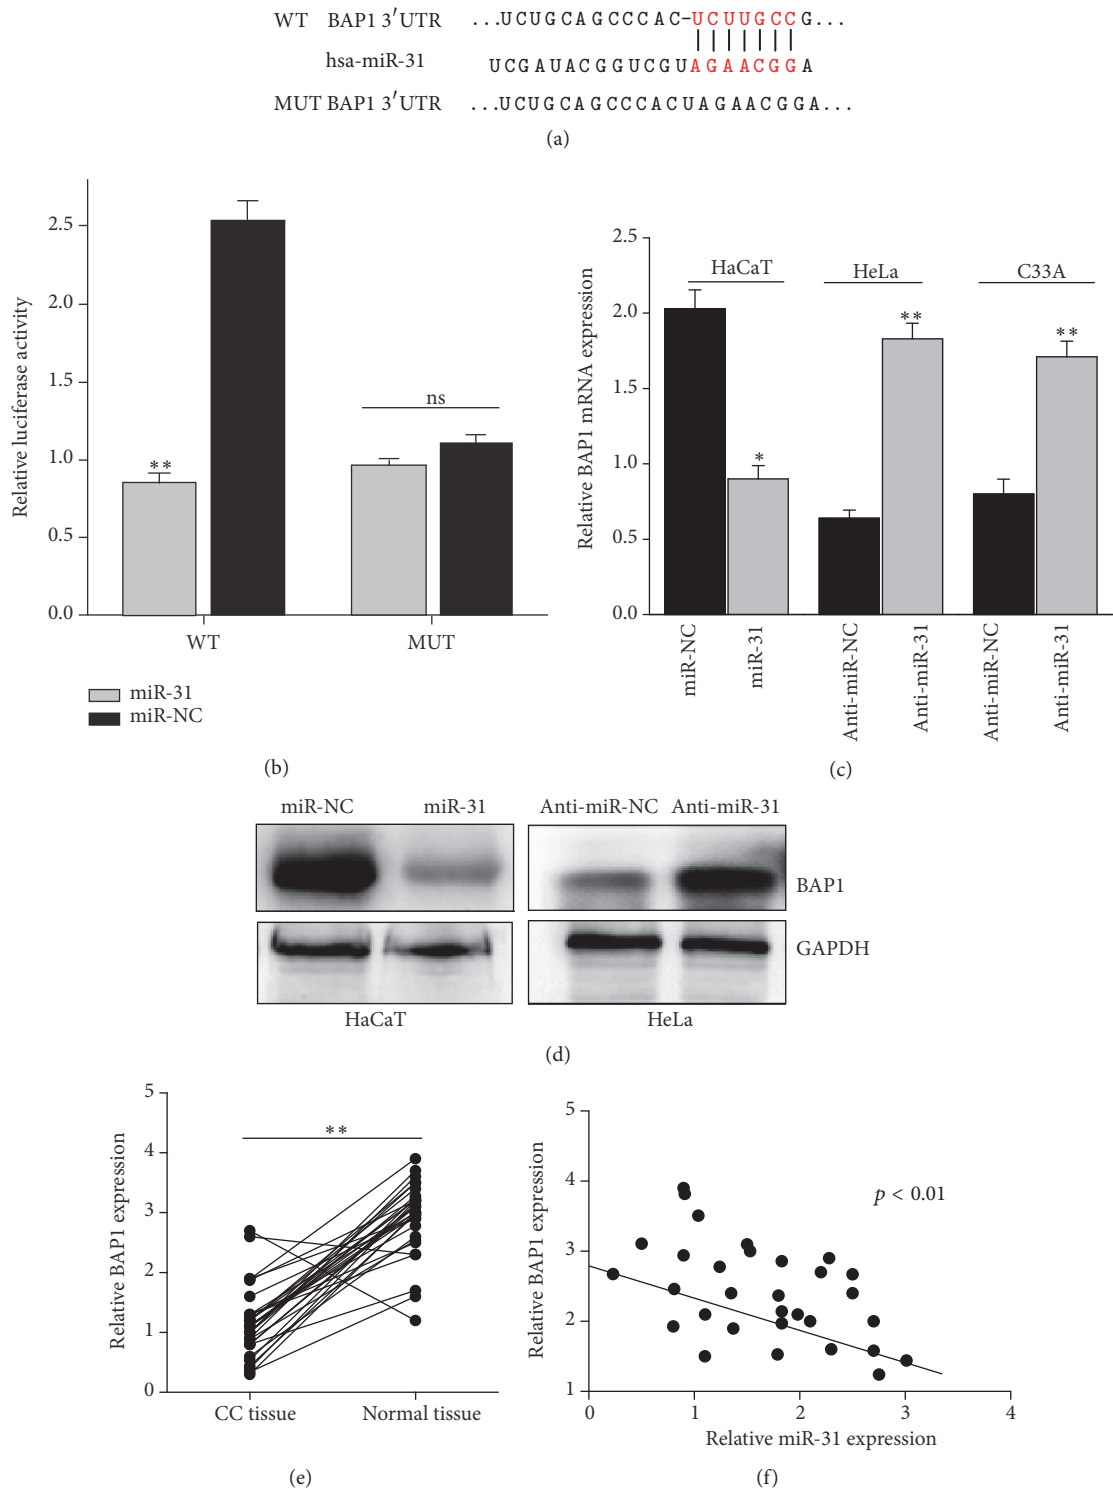 WT BAP1 3′UTR ...UCUGCAGCCCAC-UCUUGCCG...
hsa-miR-31 UCGAUACGGUCGUAGAACGGA
MUT BAP1 3′UTR ...UCUGCAGCCCACUAGAACGGA...
(a)
Relative luciferase activity
2.5
2.0
1.5
1.0
0.5
0.0
**
ns
WT MUT
miR-31
miR-NC
(b)
Relative BAP1 mRNA expression
2.5
2.0
1.5
1.0
0.5
0.0
HaCaT HeLa C33A
*
**
**
miR-NC
miR-31
Anti-miR-NC
Anti-miR-31
Anti-miR-NC
Anti-miR-31
(c)
miR-NC miR-31 Anti-miR-NC Anti-miR-31
BAP1
GAPDH
HaCaT HeLa
(d)
Relative BAP1 expression
5
4
3
2
1
0
**
CC tissue Normal tissue
(e)
Relative BAP1 expression
5
4
3
2
1
p < 0.01
0 1 2 3 4
Relative miR-31 expression
(f)